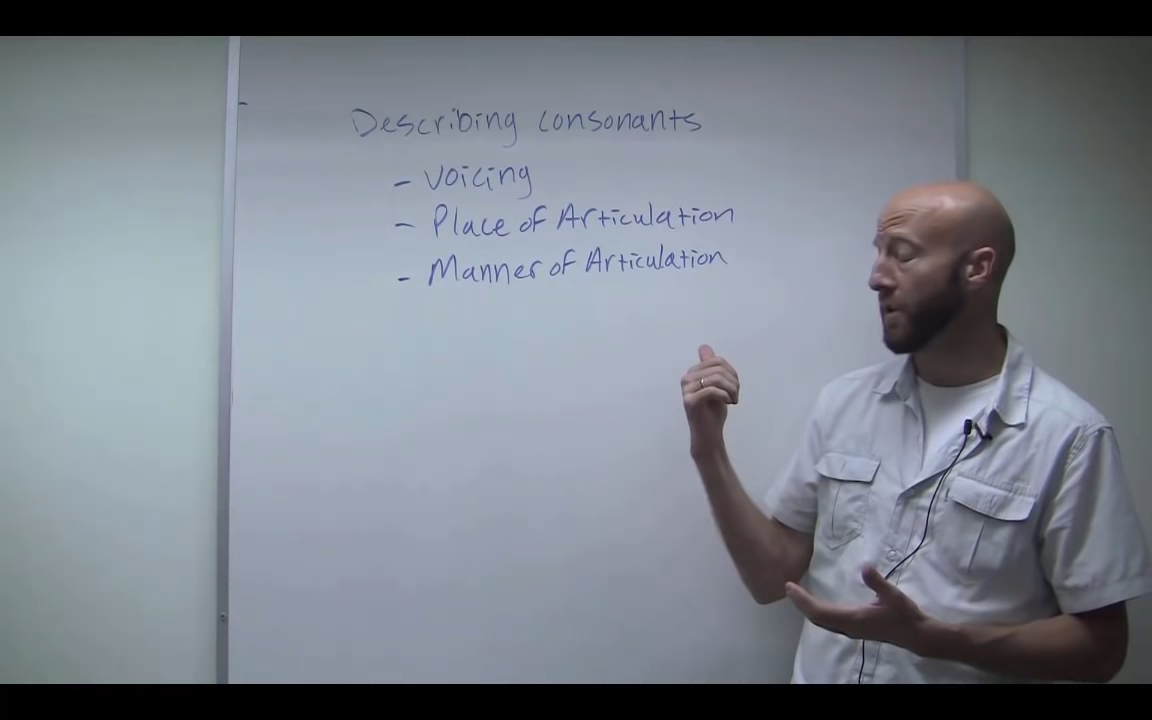 Describing consonants
- Voicing
- Place of Articulation
- Manner of Articulation